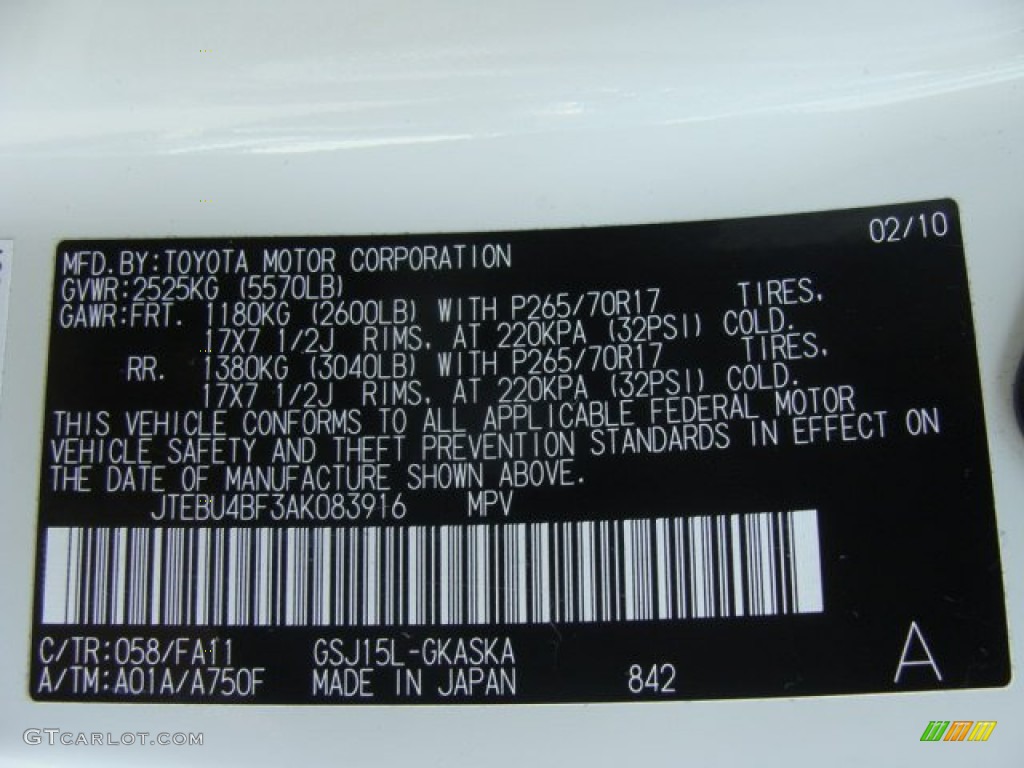 02/10
MFD.BY:TOYOTA MOTOR CORPORATION
GVWR:2525KG (5570LB)
GAWR:FRT. 1180KG (2600LB) WITH P265/70R17 TIRES,
17X7 1/2J RIMS, AT 220KPA (32PSI) COLD.
RR. 1380KG (3040LB) WITH P265/70R17 TIRES,
17X7 1/2J RIMS, AT 220KPA (32PSI) COLD.
THIS VEHICLE CONFORMS TO ALL APPLICABLE FEDERAL MOTOR
VEHICLE SAFETY AND THEFT PREVENTION STANDARDS IN EFFECT ON
THE DATE OF MANUFACTURE SHOWN ABOVE.
JTEBU4BF3AK083916 MPV
C/TR:058/FA11 GSJ15L-GKASKA
A/TM:A01A/A750F MADE IN JAPAN 842 A
GTCARLOT.COM